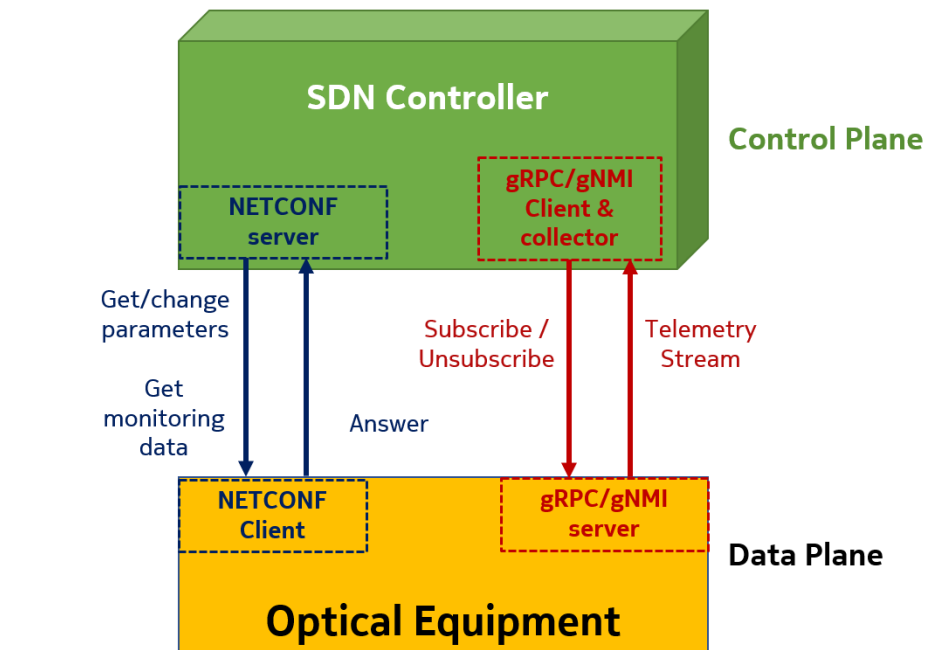 SDN Controller
Control Plane
NETCONF
server
gRPC/gNMI
Client &
collector
Get/change
parameters
Get
monitoring
data
Answer
Subscribe /
Unsubscribe
Telemetry
Stream
NETCONF
Client
gRPC/gNMI
server
Data Plane
Optical Equipment